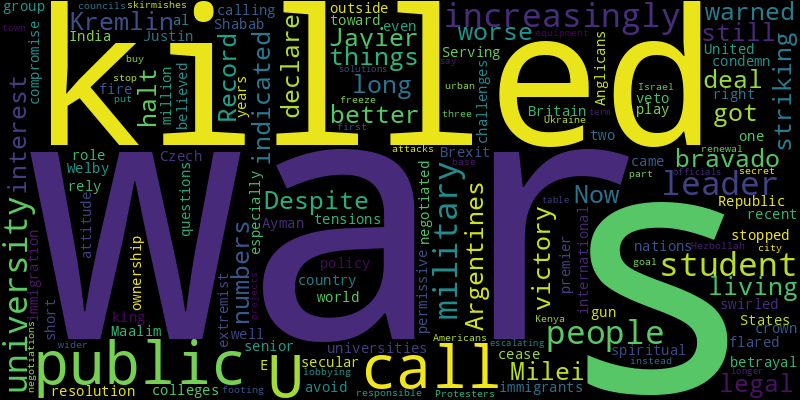 group
councils
skirmishes
town
Kremlin
al
calling
Shabab
outside
toward
increasingly
warned
India
Justin
killed
Javier
even
worse
equipment
still
United
condemn
buy
stop
fire
put
halt
million
believed
Record
years
indicated
declare
things
solutions
say
Serving
long
urban
three
challenges
Anglicans
Israel
deal
veto
right
play
striking
compromise
interest
better
freeze
first
Britain
Ukraine
term
two
got
one
attacks
Brexit
base
came
part
bravado
renewal
officials
secret
leader
role
Czech
Welby
rely
attitude
questions
wars
Despite
Ayman
tensions
especially
negotiated
military
Now
table
Republic
recent
university
immigration
negotiations
ownership
numbers
policy
country
world
permissive
Argentines
victory
premier
international
nations
Hezbollah
stopped
city
goal
student
king
Maalim
short
extremist
projects
well
living
swirled
Kenya
gun
States
crown
people
spiritual
flared
wider
public
senior
universities
Americans
escalating
cease
instead
longer
betrayal
resolution
colleges
footing
U
E
secular
lobbying
avoid
call
responsible
Protesters
Milei
immigrants
legal
S